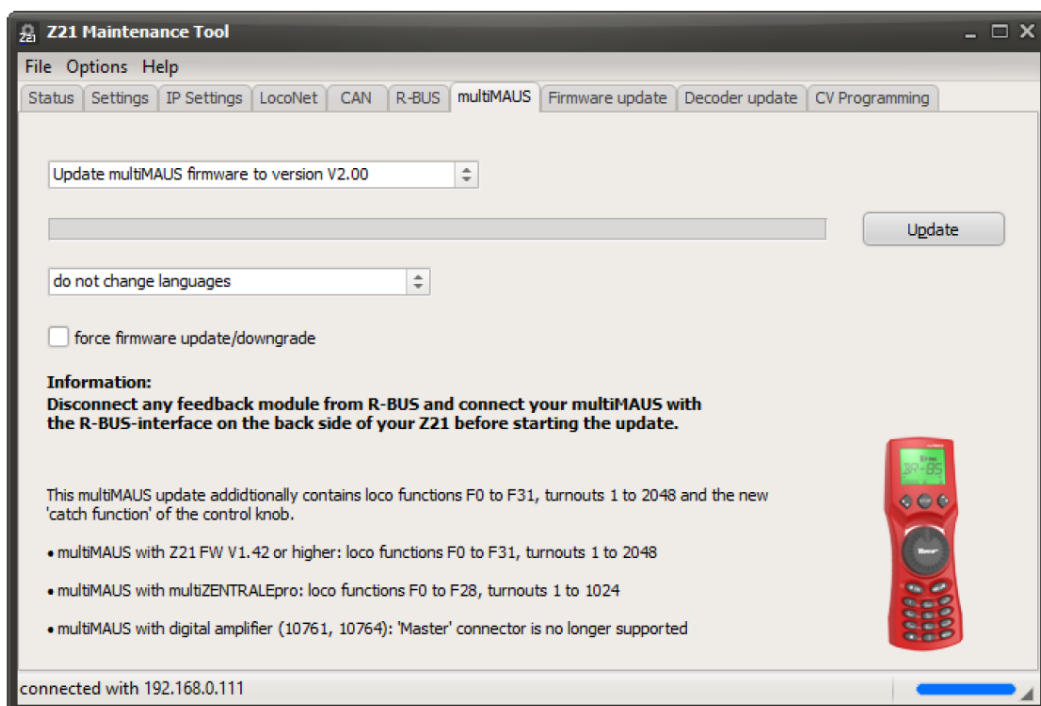 Z21 Maintenance Tool
File Options Help
Status Settings IP Settings LocoNet CAN R-BUS multiMAUS Firmware update Decoder update CV Programming
Update multiMAUS firmware to version V2.00
Update
do not change languages
force firmware update/downgrade
Information:
Disconnect any feedback module from R-BUS and connect your multiMAUS with
the R-BUS-interface on the back side of your Z21 before starting the update.
This multiMAUS update addidtionally contains loco functions F0 to F31, turnouts 1 to 2048 and the new
'catch function' of the control knob.
• multiMAUS with Z21 FW V1.42 or higher: loco functions F0 to F31, turnouts 1 to 2048
• multiMAUS with multiZENTRALEpro: loco functions F0 to F28, turnouts 1 to 1024
• multiMAUS with digital amplifier (10761, 10764): 'Master' connector is no longer supported
BR-85
connected with 192.168.0.111